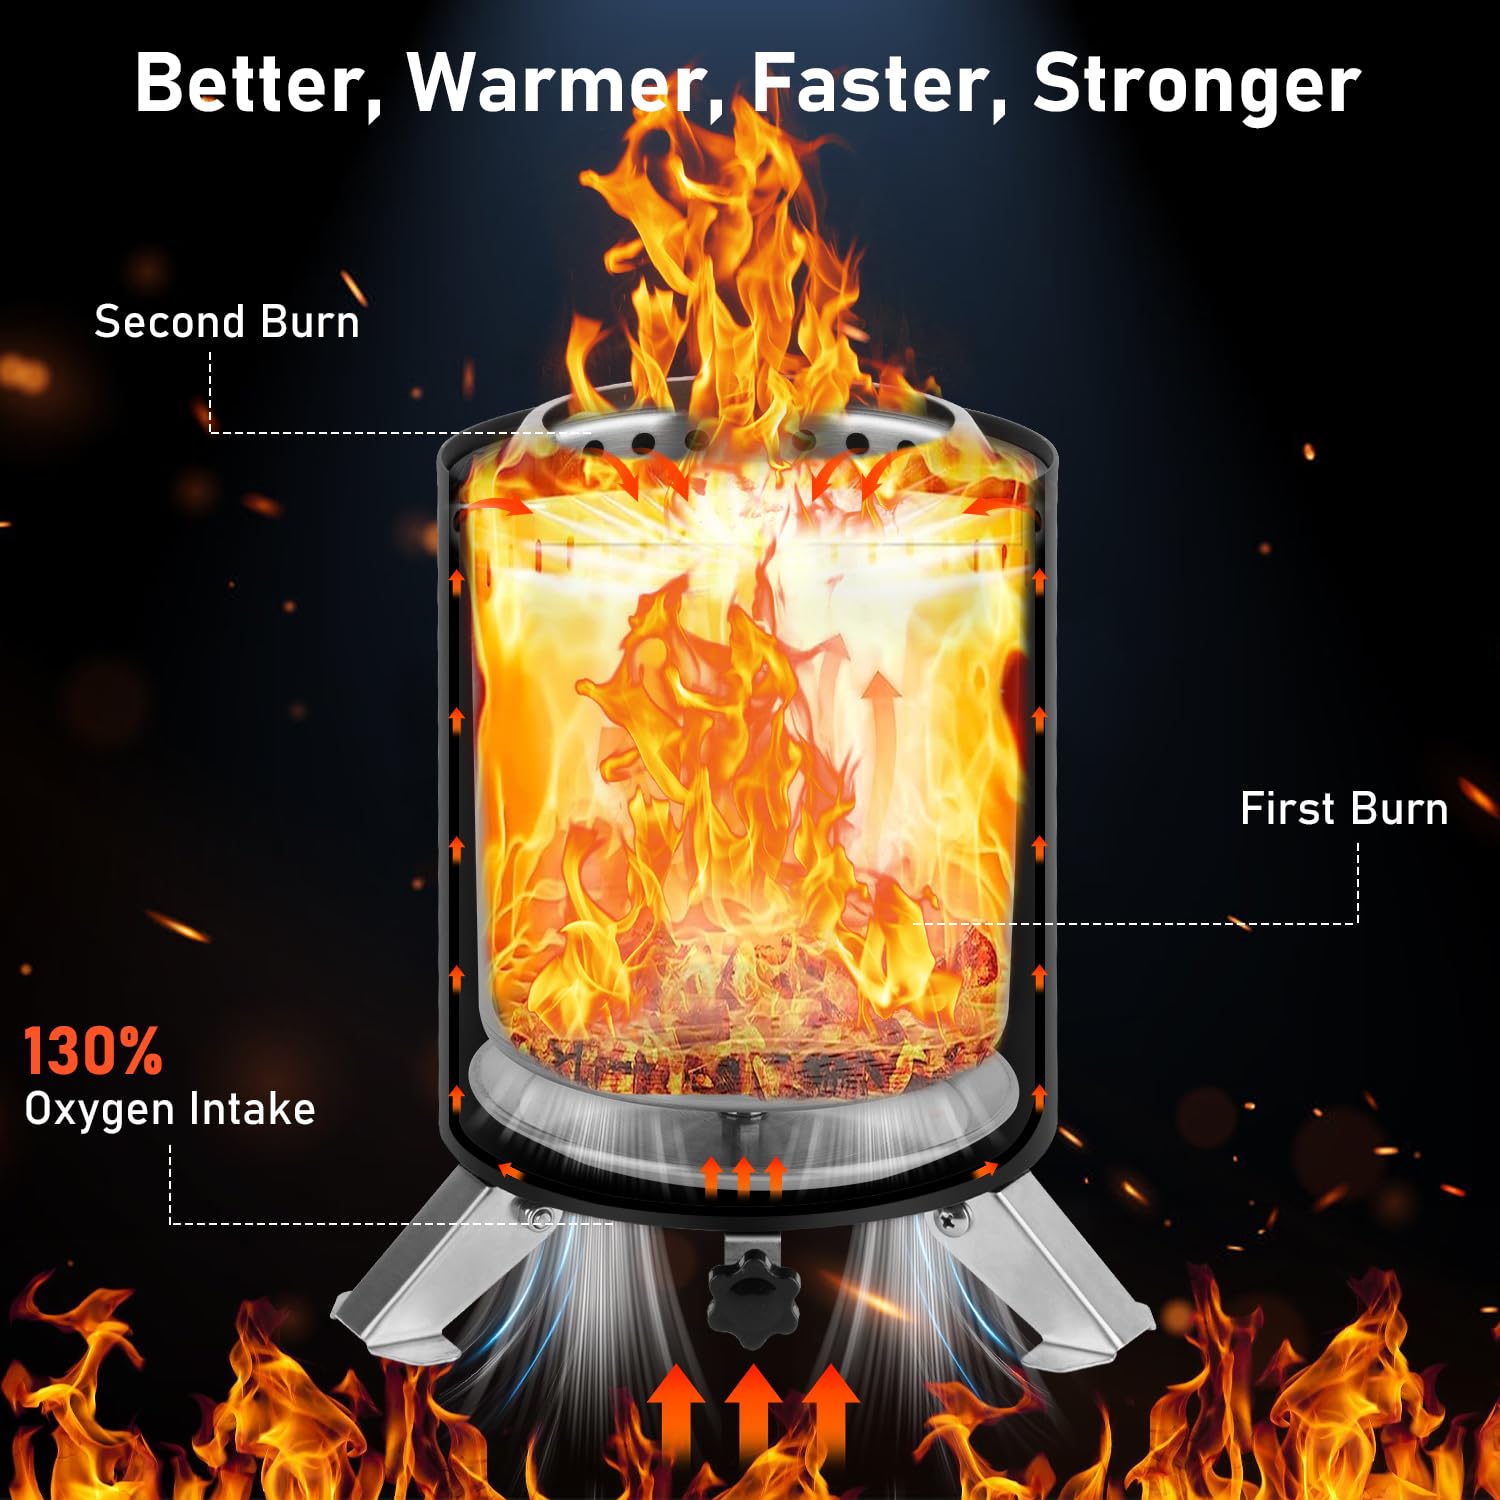 Better, Warmer, Faster, Stronger
Second Burn
First Burn
130%
Oxygen Intake